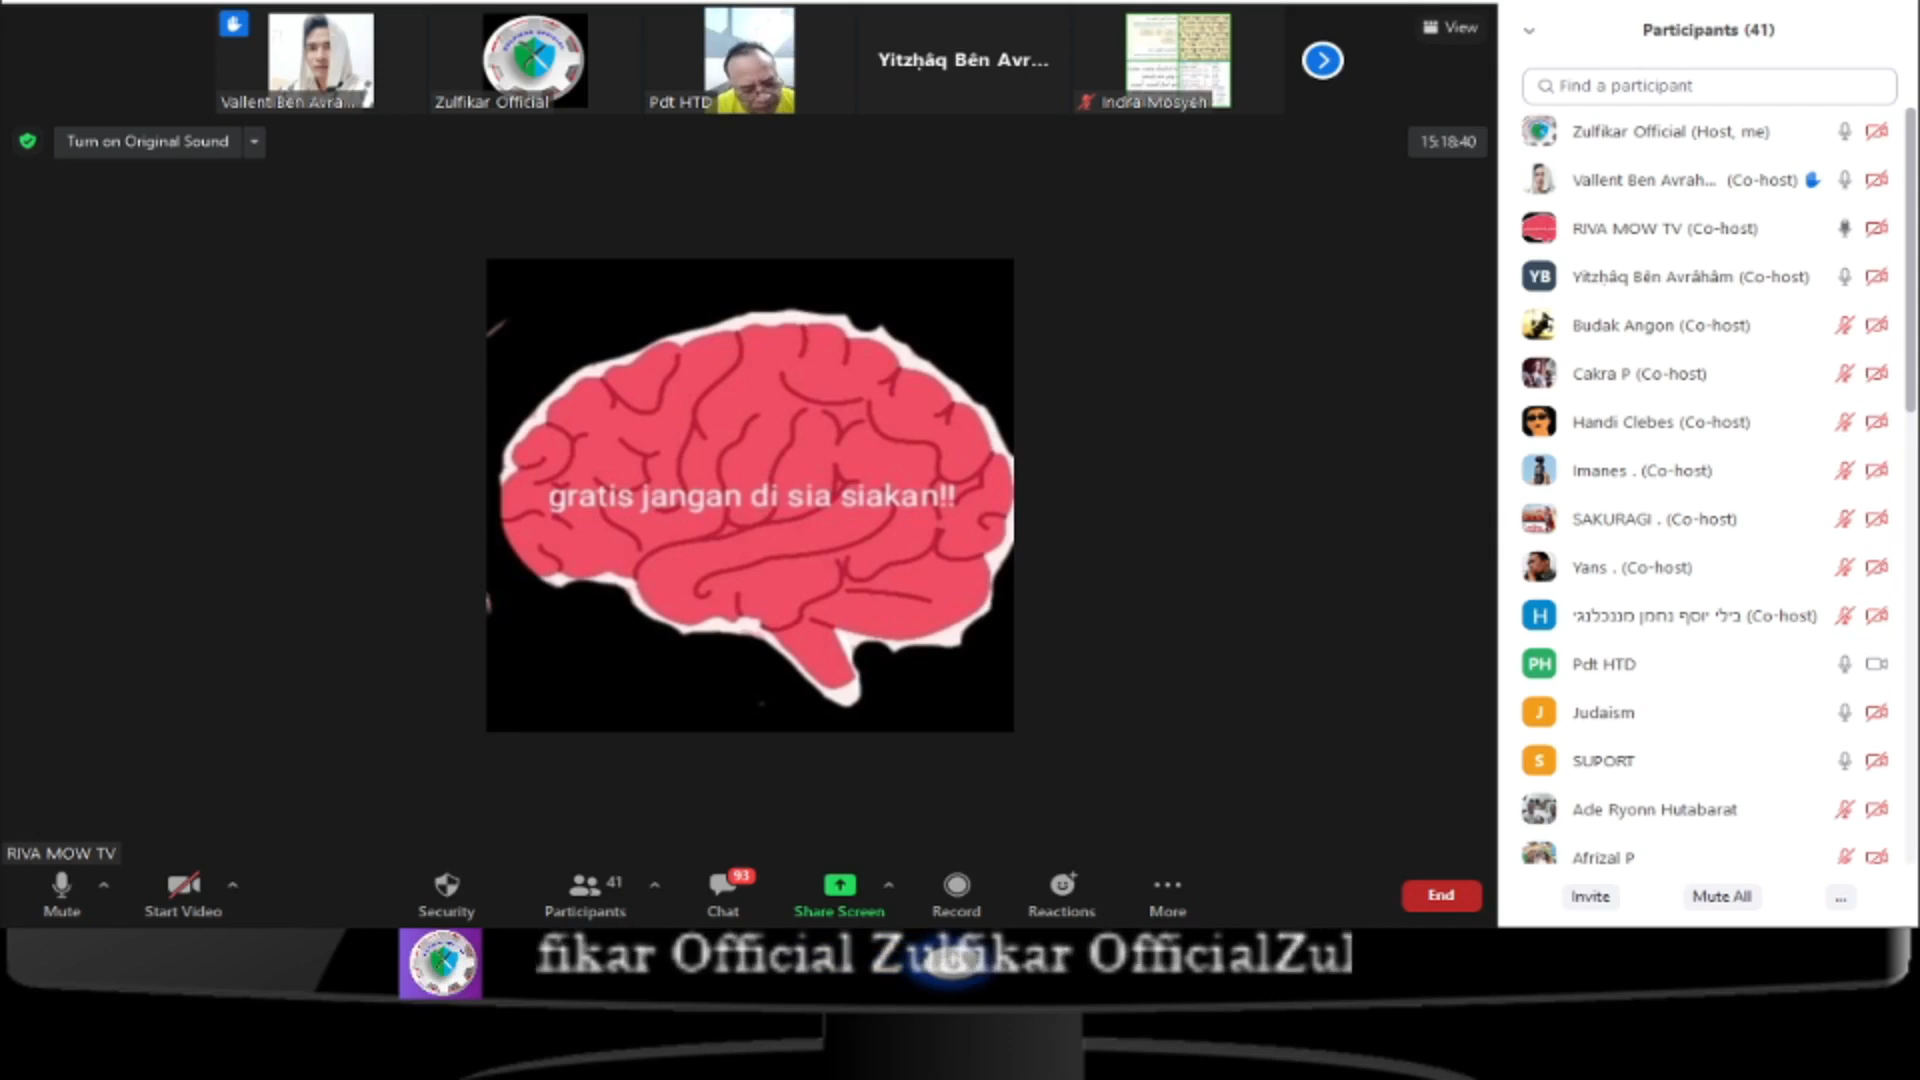 Vallent Ben Avra...
Zulfikar Official
Pdt HTD
Yitzḥâq Bên Avr...
Indra Mosyeh
View
Turn on Original Sound
15:18:40
gratis jangan di sia siakan!!
RIVA MOW TV
Mute
Start Video
Security
41
Participants
93
Chat
Share Screen
Record
Reactions
More
End
Participants (41)
Find a participant
Zulfikar Official (Host, me)
Vallent Ben Avrah... (Co-host)
RIVA MOW TV (Co-host)
YB Yitzḥâq Bên Avrâhâm (Co-host)
Budak Angon (Co-host)
Cakra P (Co-host)
Handi Clebes (Co-host)
Imanes . (Co-host)
SAKURAGI . (Co-host)
Yans . (Co-host)
H בילי יוסף נחמן מננכלנגי (Co-host)
PH Pdt HTD
J Judaism
S SUPORT
Ade Ryonn Hutabarat
Afrizal P
Invite
Mute All
...
fikar Official Zulfikar OfficialZul